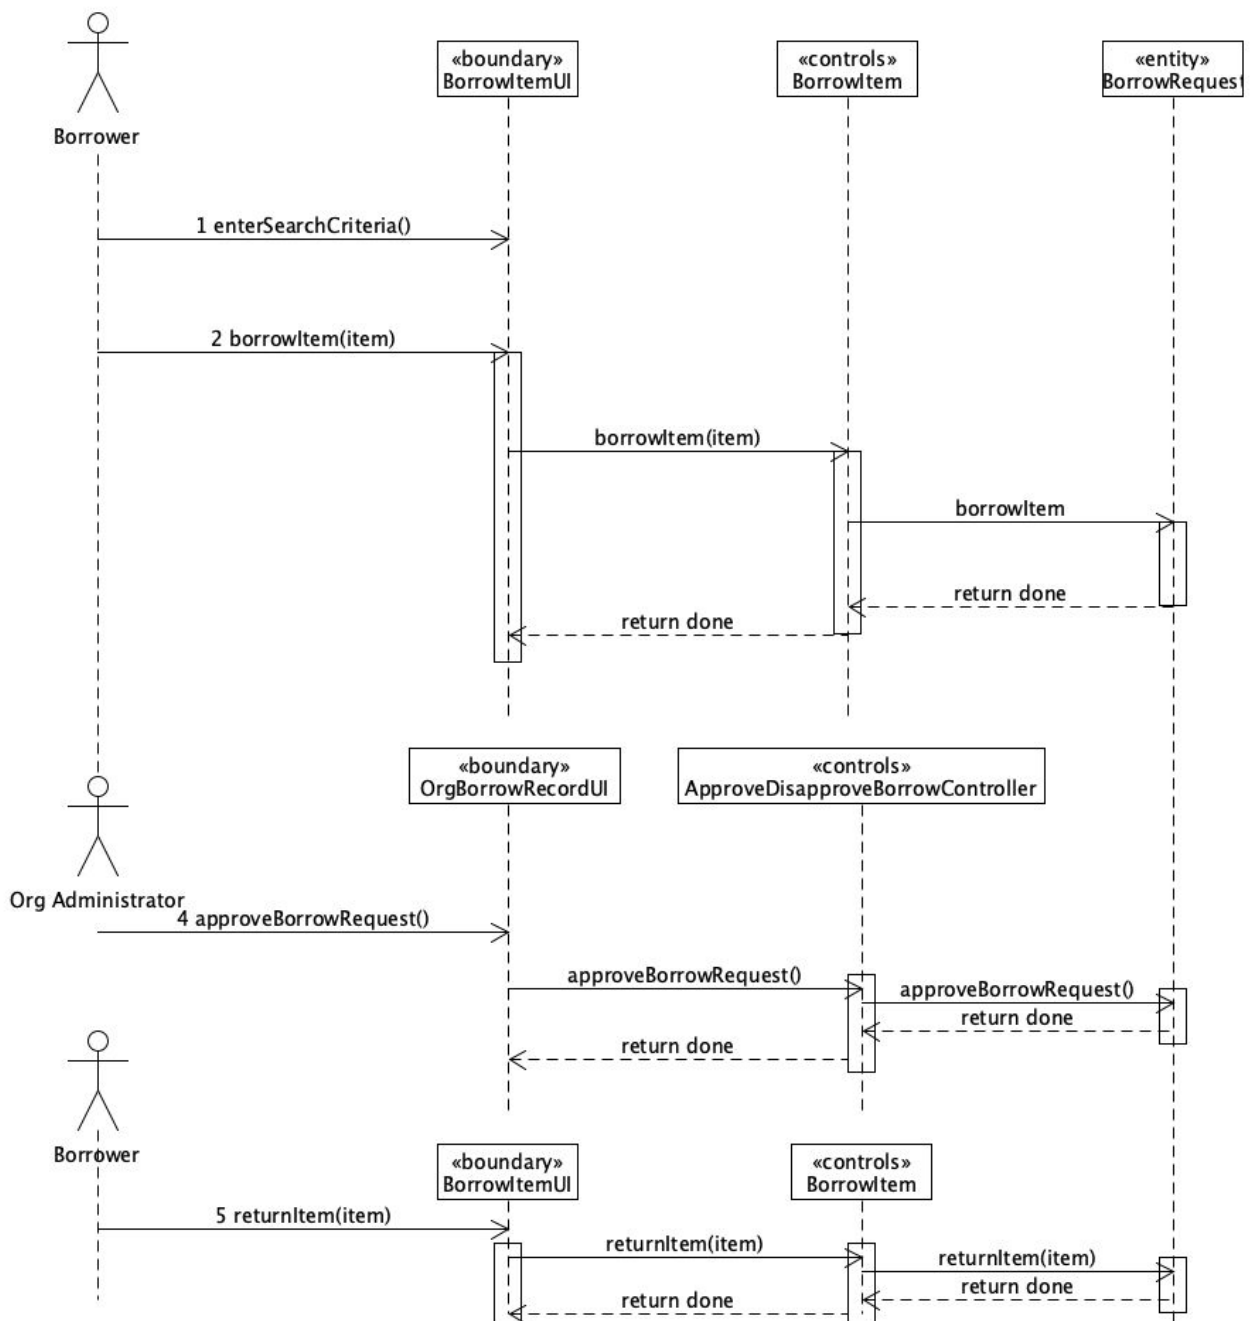 «boundary»
BorrowItemUI
«controls»
BorrowItem
«entity»
BorrowRequest
Borrower
1 enterSearchCriteria()
2 borrowItem(item)
borrowItem(item)
borrowItem
return done
return done
«boundary»
OrgBorrowRecordUI
«controls»
ApproveDisapproveBorrowController
Org Administrator
4 approveBorrowRequest()
approveBorrowRequest()
approveBorrowRequest()
return done
return done
Borrower
«boundary»
BorrowItemUI
«controls»
BorrowItem
5 returnItem(item)
returnItem(item)
returnItem(item)
return done
return done